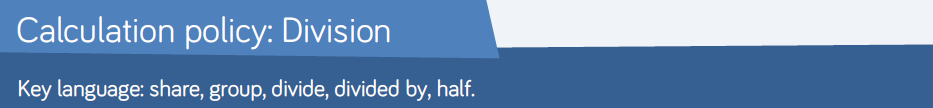 Calculation policy: Division
Key language: share, group, divide, divided by, half.